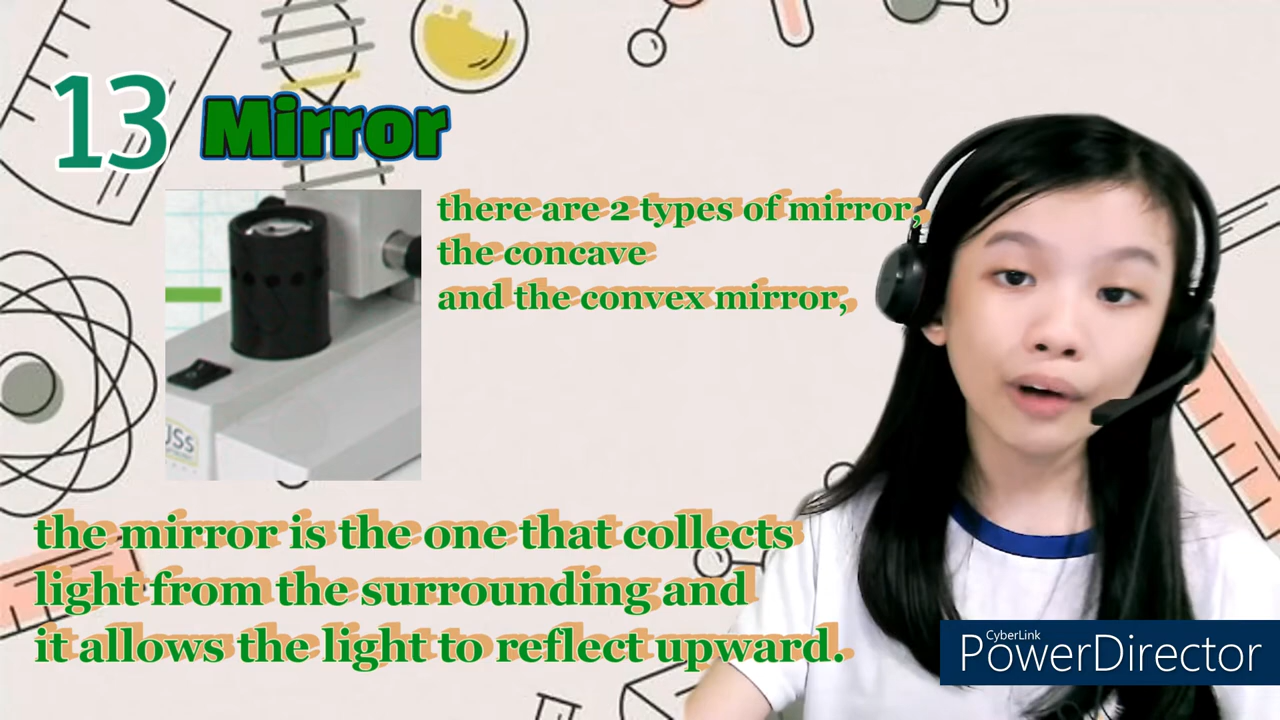 13 Mirror
there are 2 types of mirror,
the concave
and the convex mirror,
USS
the mirror is the one that collects
light from the surrounding and
it allows the light to reflect upward.
CyberLink
PowerDirector